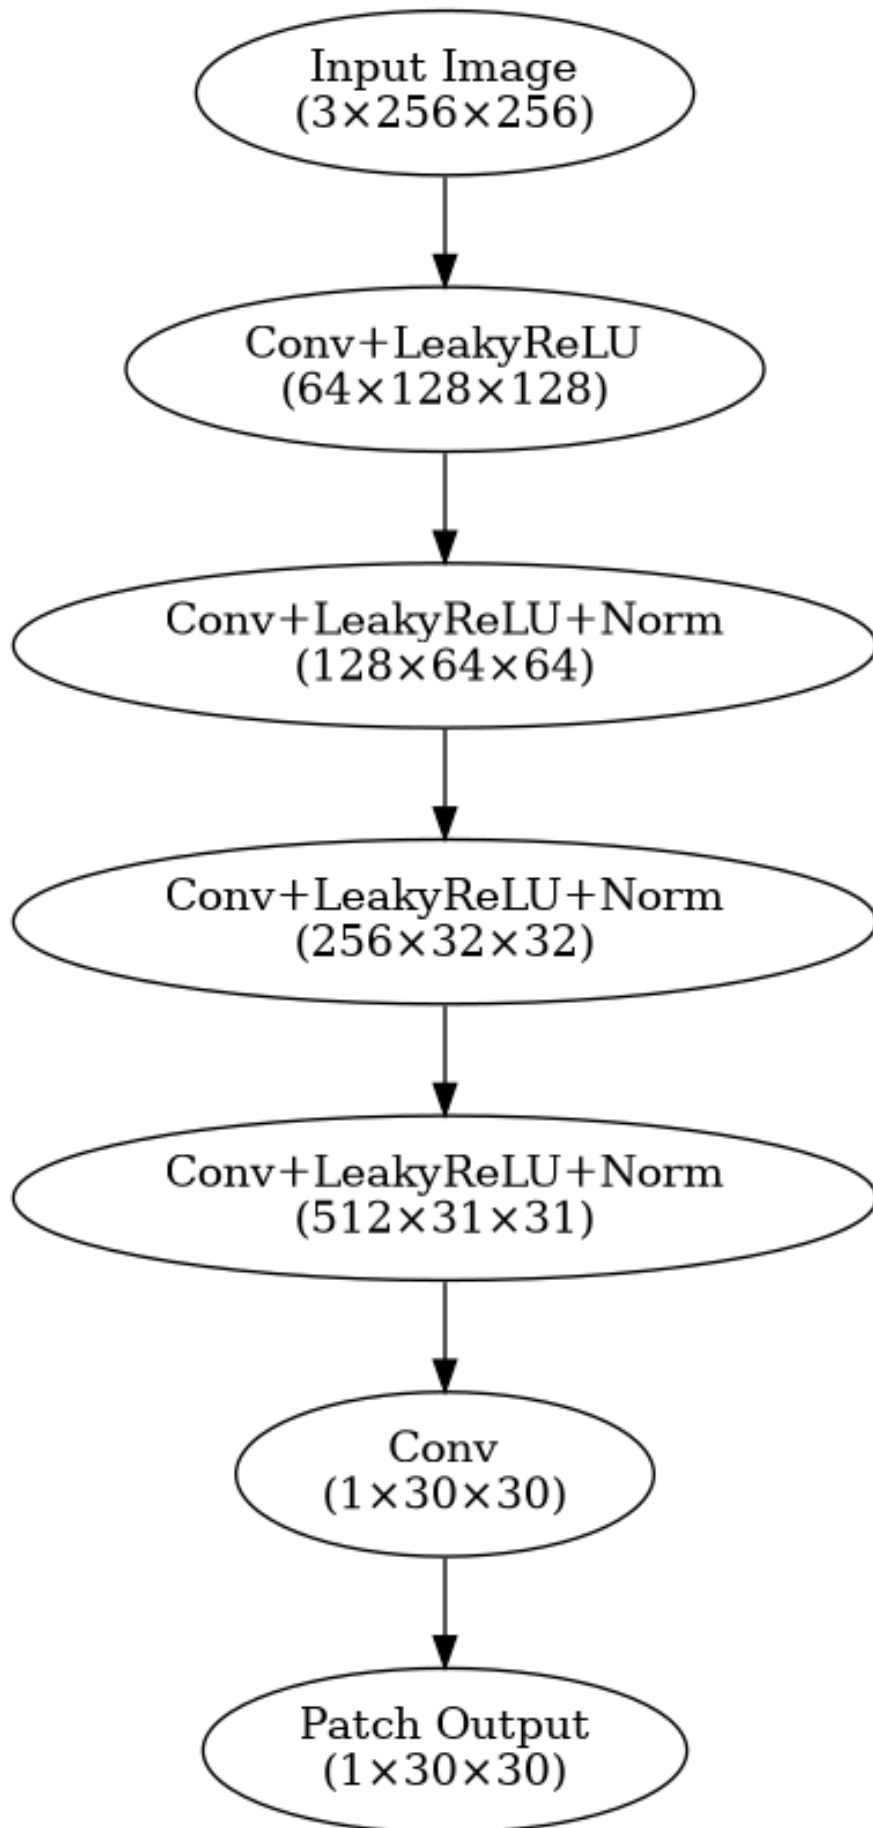 Input Image
(3×256×256)
Conv+LeakyReLU
(64×128×128)
Conv+LeakyReLU+Norm
(128×64×64)
Conv+LeakyReLU+Norm
(256×32×32)
Conv+LeakyReLU+Norm
(512×31×31)
Conv
(1×30×30)
Patch Output
(1×30×30)